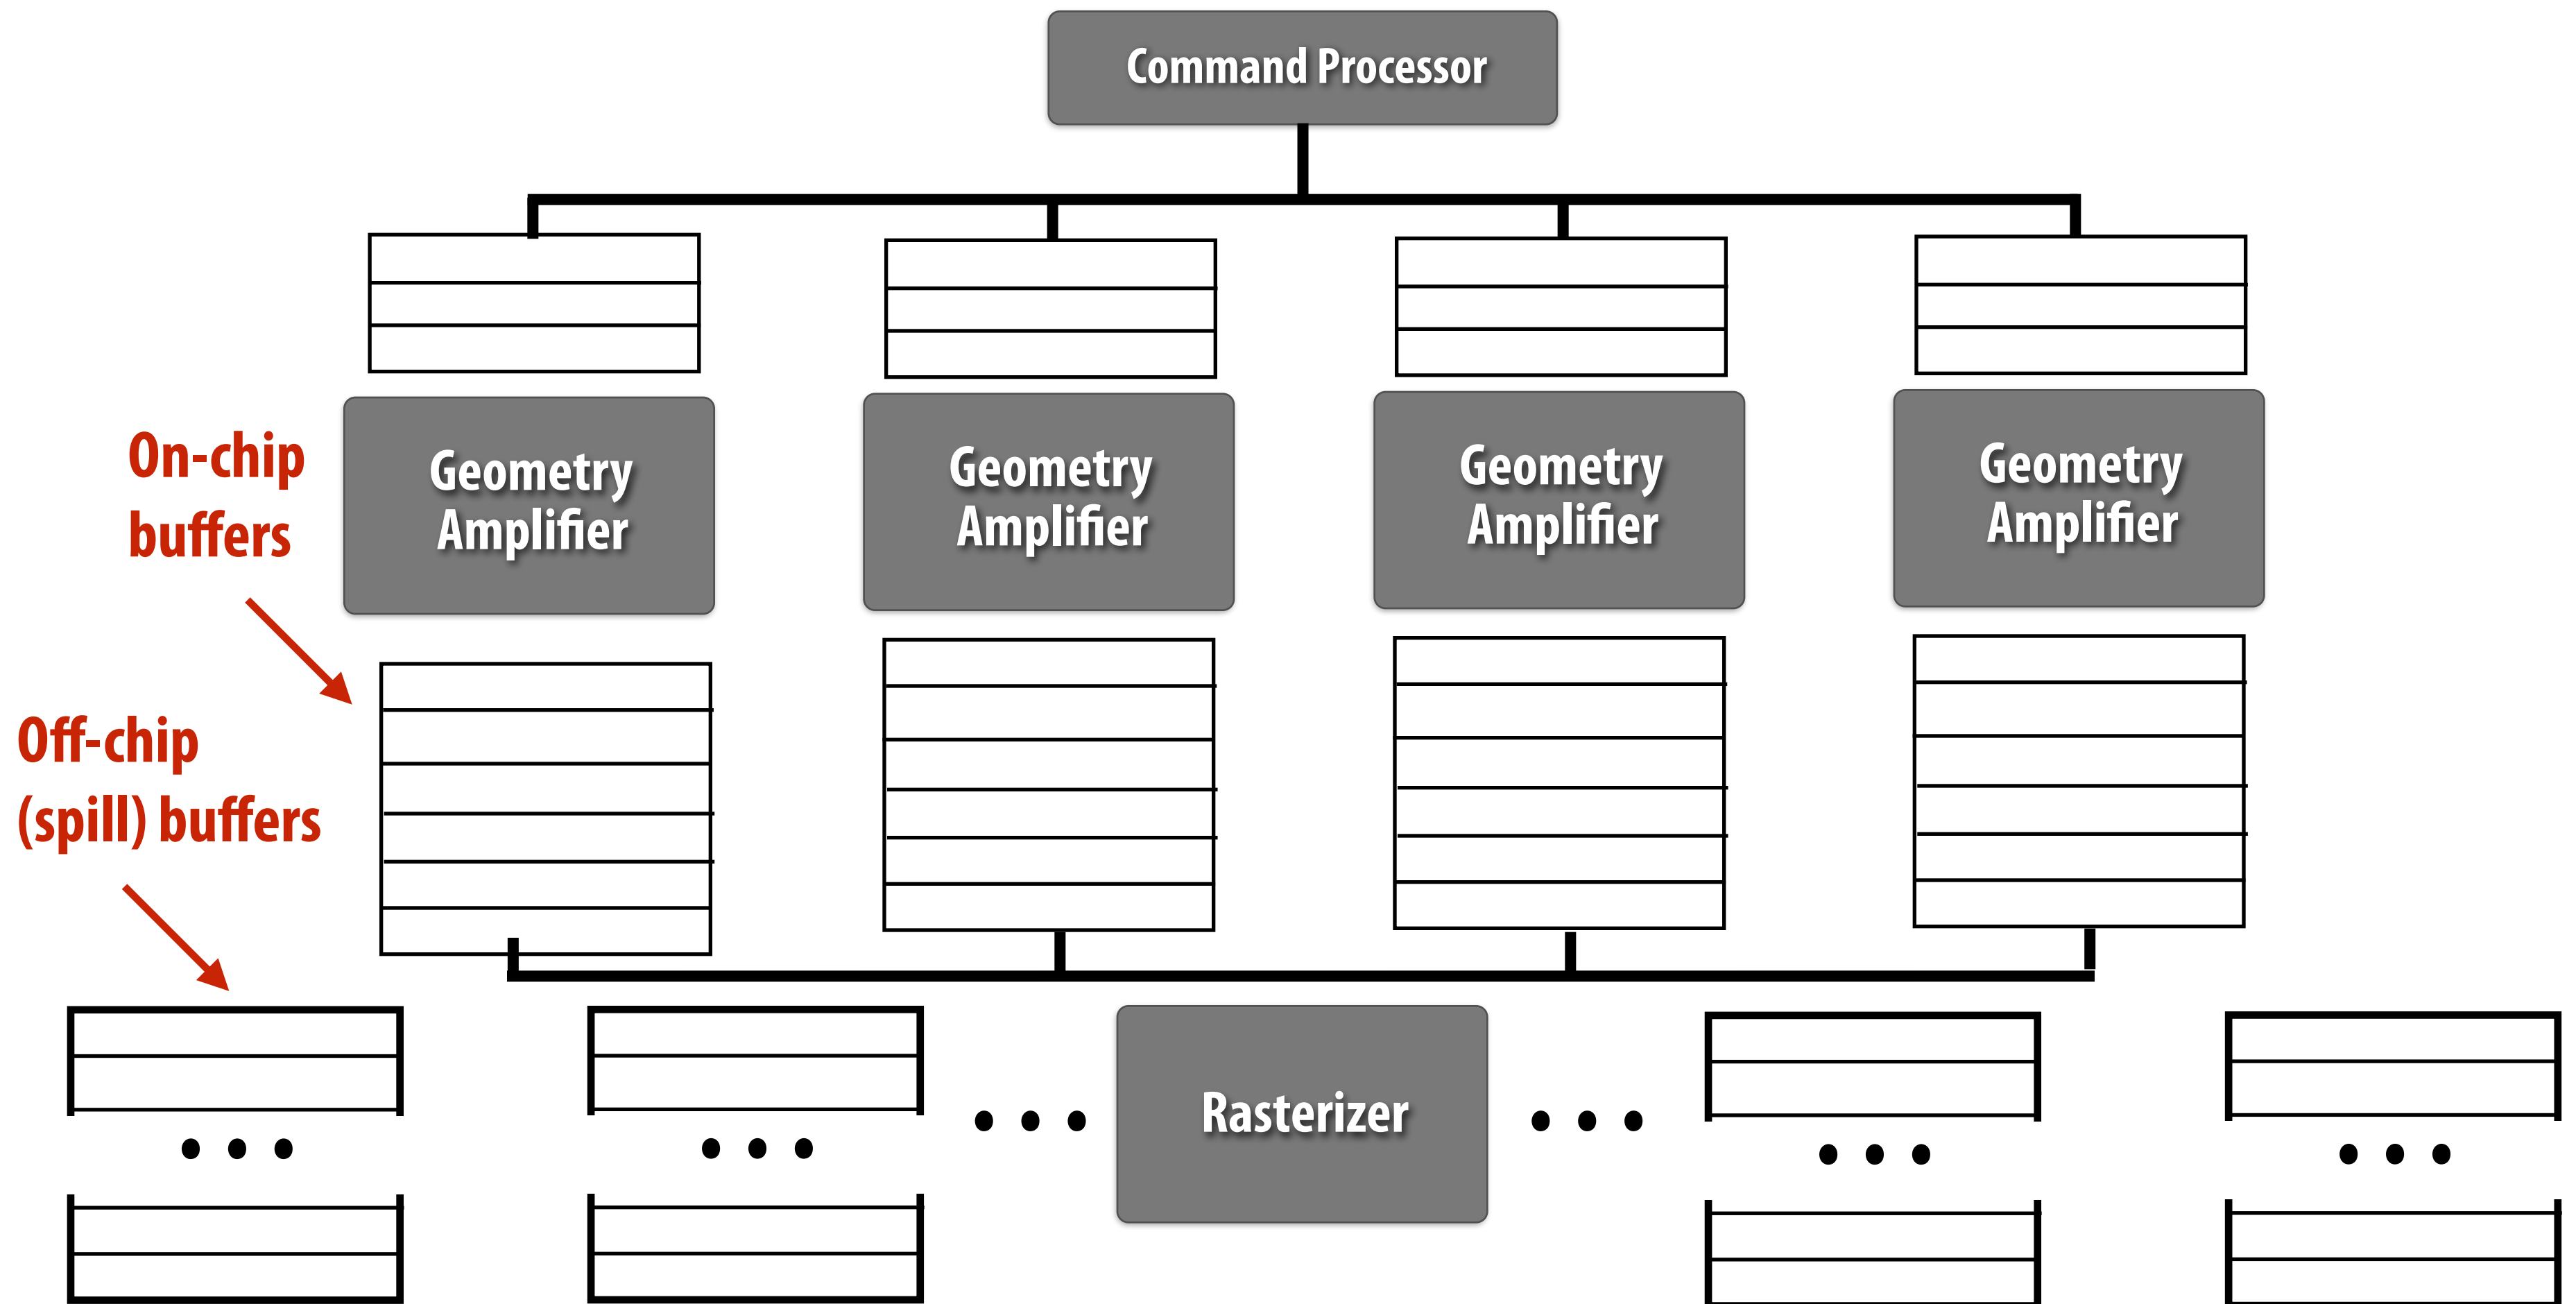 Command Processor
On-chip
buffers
Geometry
Amplifier
Geometry
Amplifier
Geometry
Amplifier
Geometry
Amplifier
Off-chip
(spill) buffers
Rasterizer